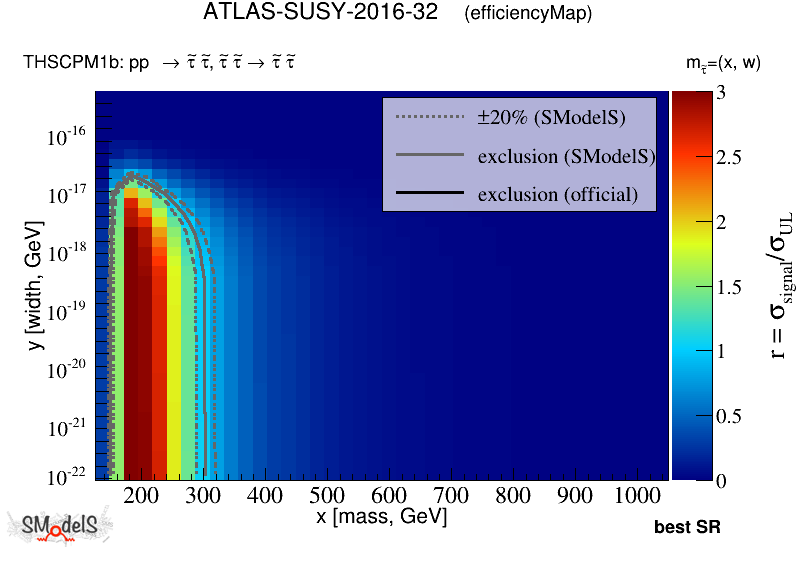 ATLAS-SUSY-2016-32 (efficiencyMap)
THSCPM1b: pp → τ̃ τ̃, τ̃ τ̃ → τ̃ τ̃
m_τ̃=(x, w)
±20% (SModelS)
exclusion (SModelS)
exclusion (official)
y [width, GeV]
10⁻¹⁶
10⁻¹⁷
10⁻¹⁸
10⁻¹⁹
10⁻²⁰
10⁻²¹
10⁻²²
200 300 400 500 600 700 800 900 1000
x [mass, GeV]
3
2.5
2
1.5
1
0.5
0
r = σ_signal/σ_UL
SModelS
best SR